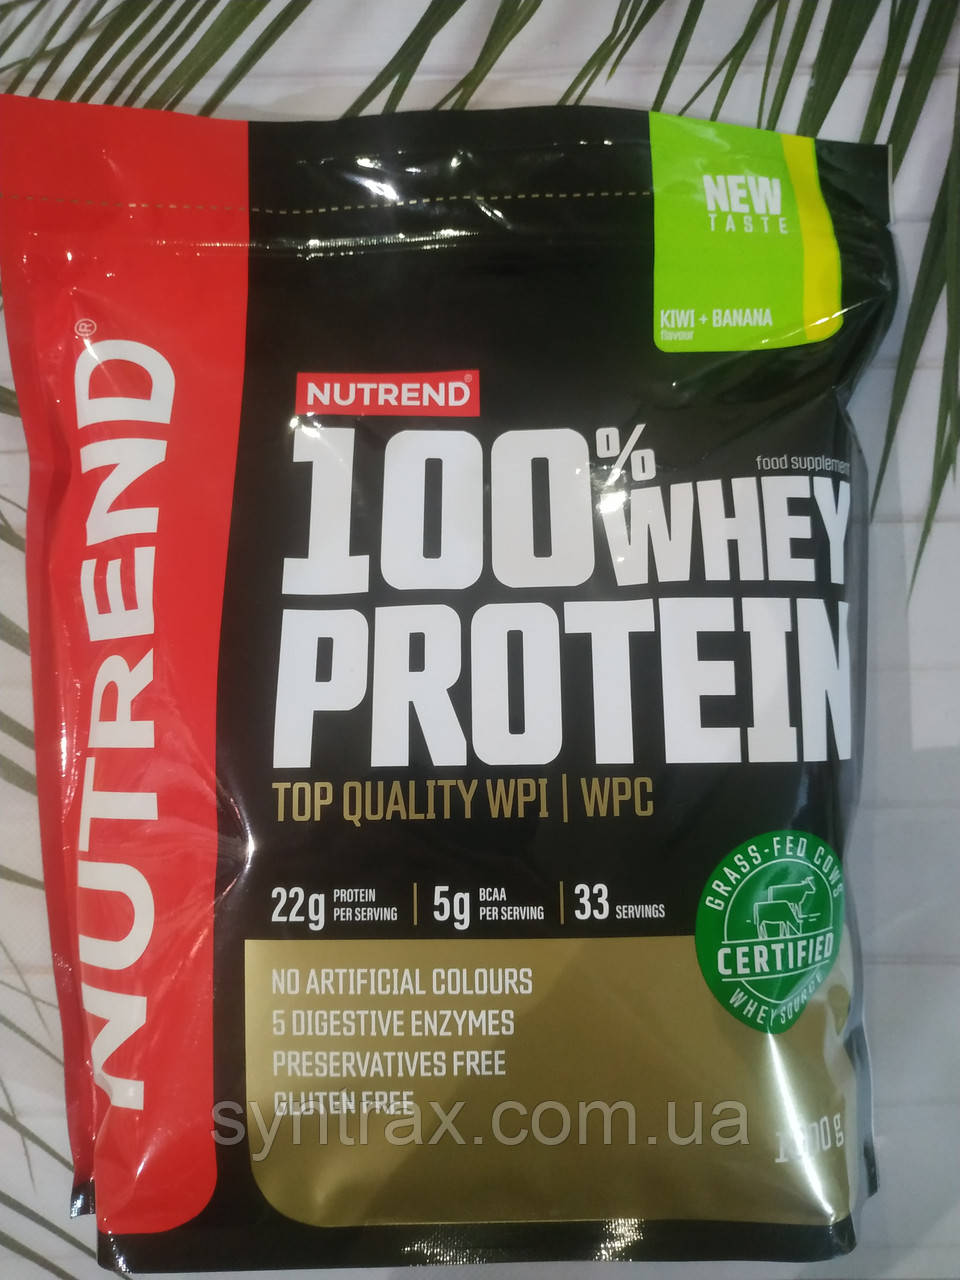 NUTREND®
NEW
TASTE
KIWI + BANANA
flavour
NUTREND®
100% WHEY
food supplement
PROTEIN
TOP QUALITY WPI | WPC
22g PROTEIN PER SERVING | 5g BCAA PER SERVING | 33 SERVINGS
GRASS-FED COWS
CERTIFIED
WHEY SOURCE
NO ARTIFICIAL COLOURS
5 DIGESTIVE ENZYMES
PRESERVATIVES FREE
GLUTEN FREE
syntrax.com.ua